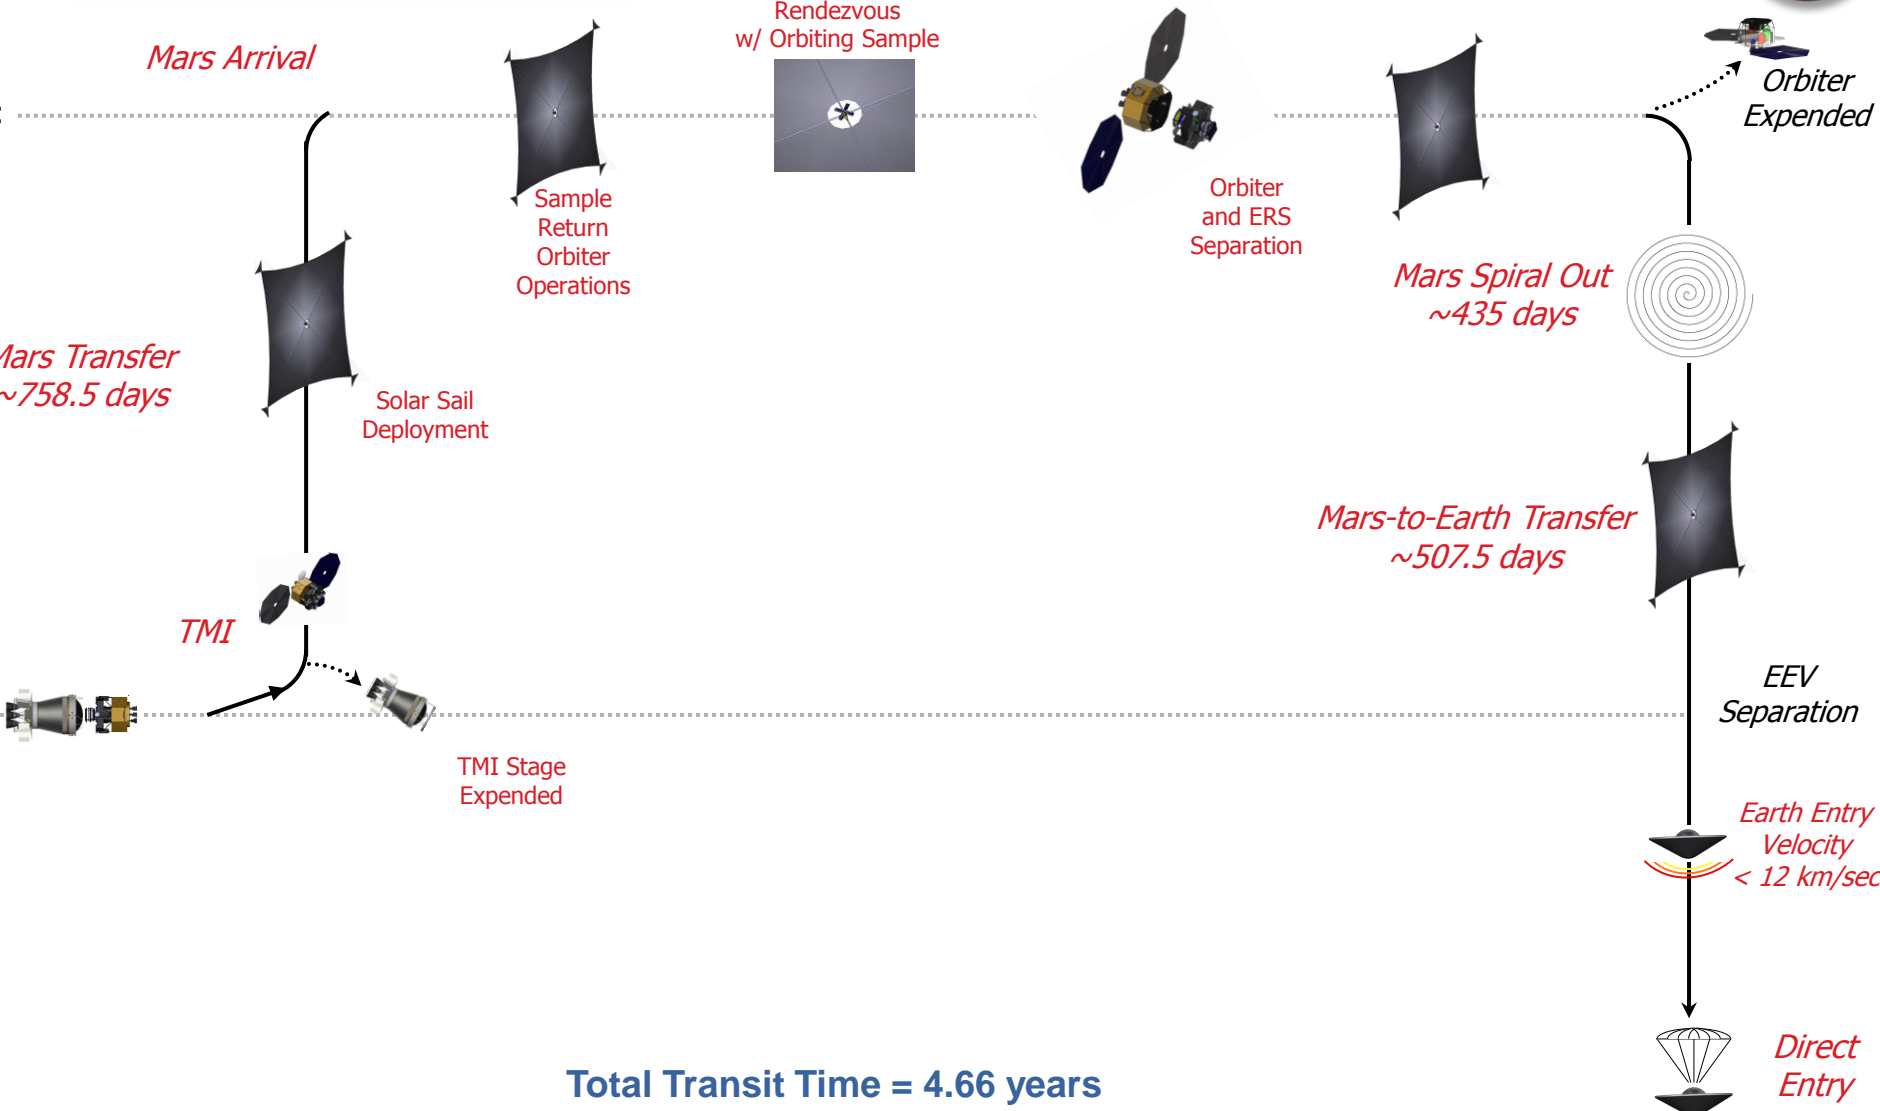 Rendezvous
w/ Orbiting Sample
Mars Arrival
Orbiter
Expended
Sample
Return
Orbiter
Operations
Orbiter
and ERS
Separation
Mars Spiral Out
~435 days
Mars Transfer
~758.5 days
Solar Sail
Deployment
Mars-to-Earth Transfer
~507.5 days
TMI
EEV
Separation
TMI Stage
Expended
Earth Entry
Velocity
< 12 km/sec
Direct
Entry
Total Transit Time = 4.66 years